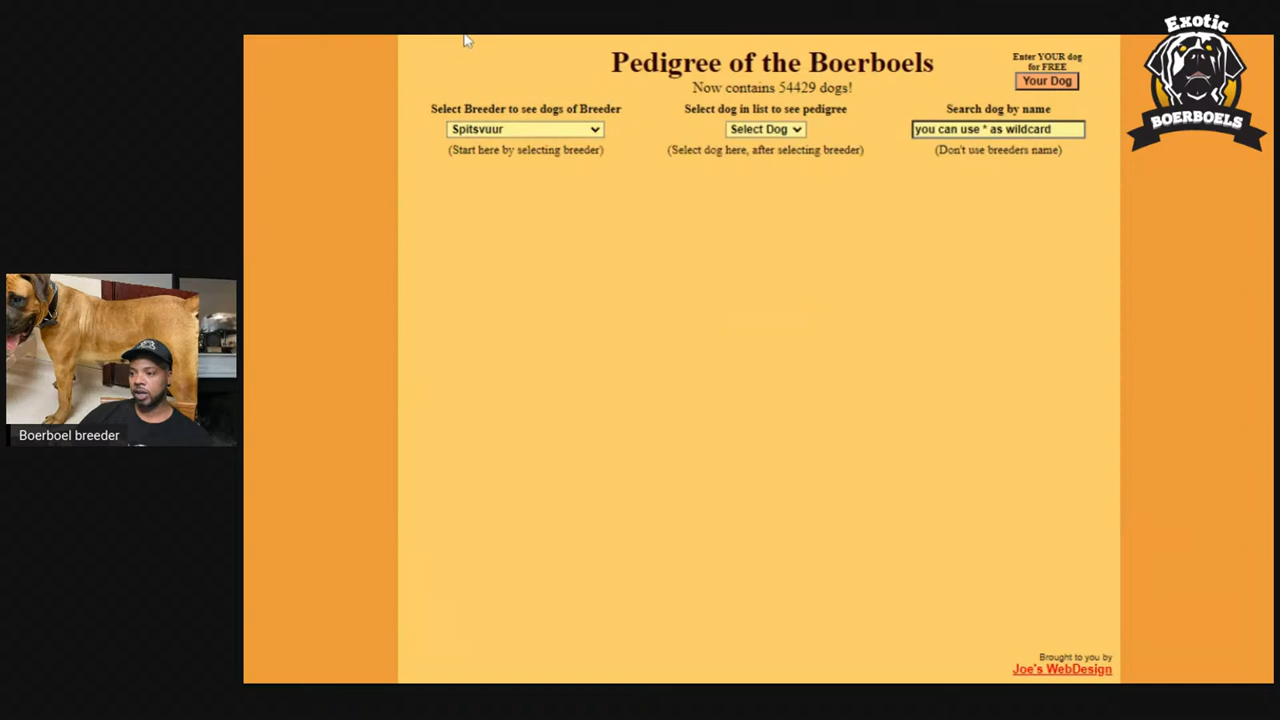 Exotic
BOERBOELS
Pedigree of the Boerboels
Now contains 54429 dogs!
Enter YOUR dog
for FREE
Your Dog
Select Breeder to see dogs of Breeder
Spitsvuur
(Start here by selecting breeder)
Select dog in list to see pedigree
Select Dog
(Select dog here, after selecting breeder)
Search dog by name
you can use * as wildcard
(Don't use breeders name)
Boerboel breeder
Brought to you by
Joe's WebDesign